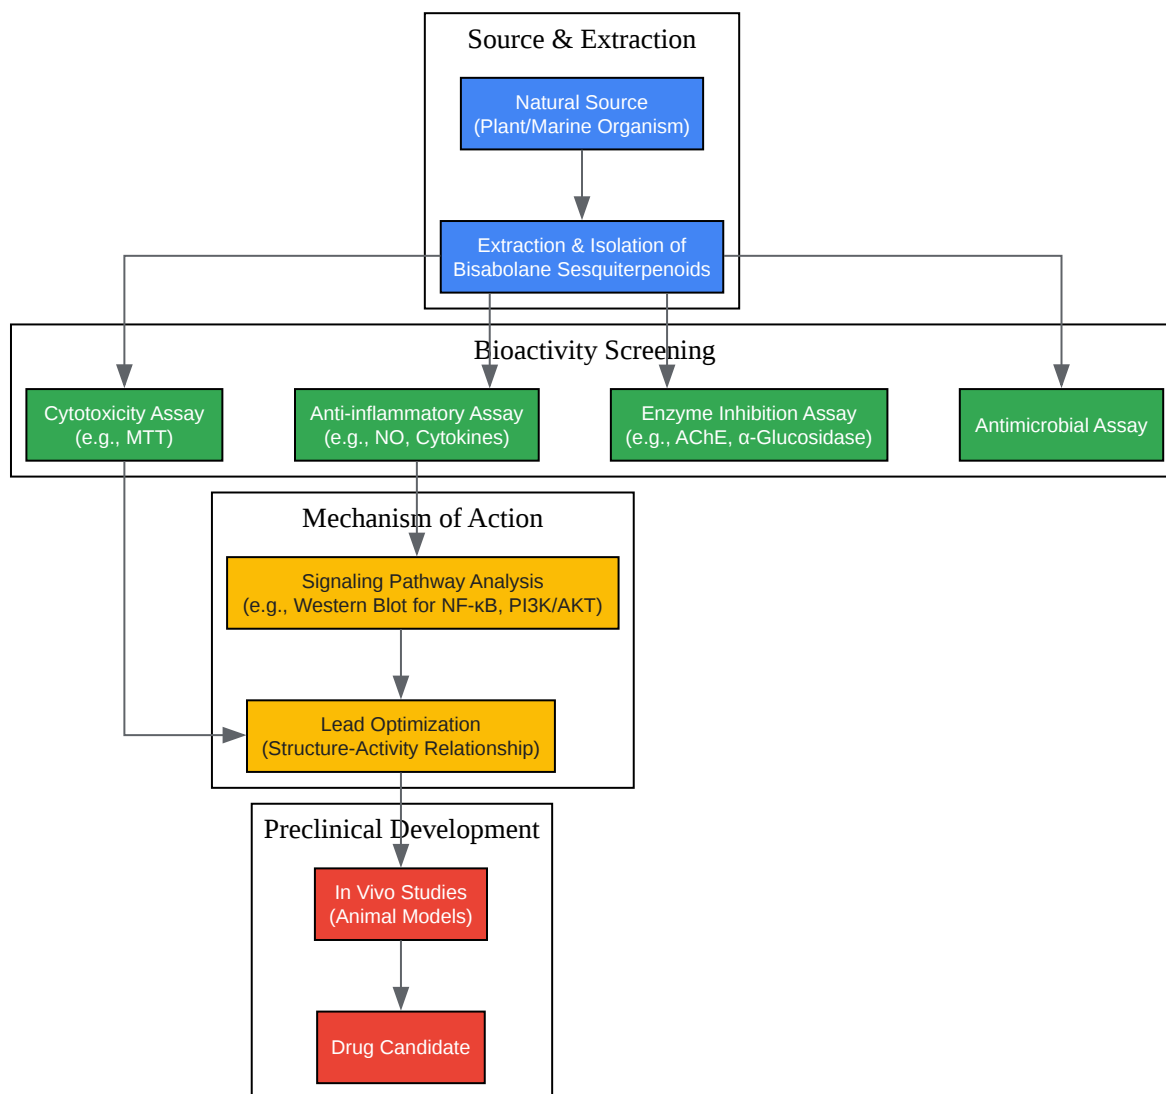 Source & Extraction
Natural Source
(Plant/Marine Organism)
Extraction & Isolation of
Bisabolane Sesquiterpenoids
Bioactivity Screening
Cytotoxicity Assay
(e.g., MTT)
Anti-inflammatory Assay
(e.g., NO, Cytokines)
Enzyme Inhibition Assay
(e.g., AChE, α-Glucosidase)
Antimicrobial Assay
Mechanism of Action
Signaling Pathway Analysis
(e.g., Western Blot for NF-κB, PI3K/AKT)
Lead Optimization
(Structure-Activity Relationship)
Preclinical Development
In Vivo Studies
(Animal Models)
Drug Candidate